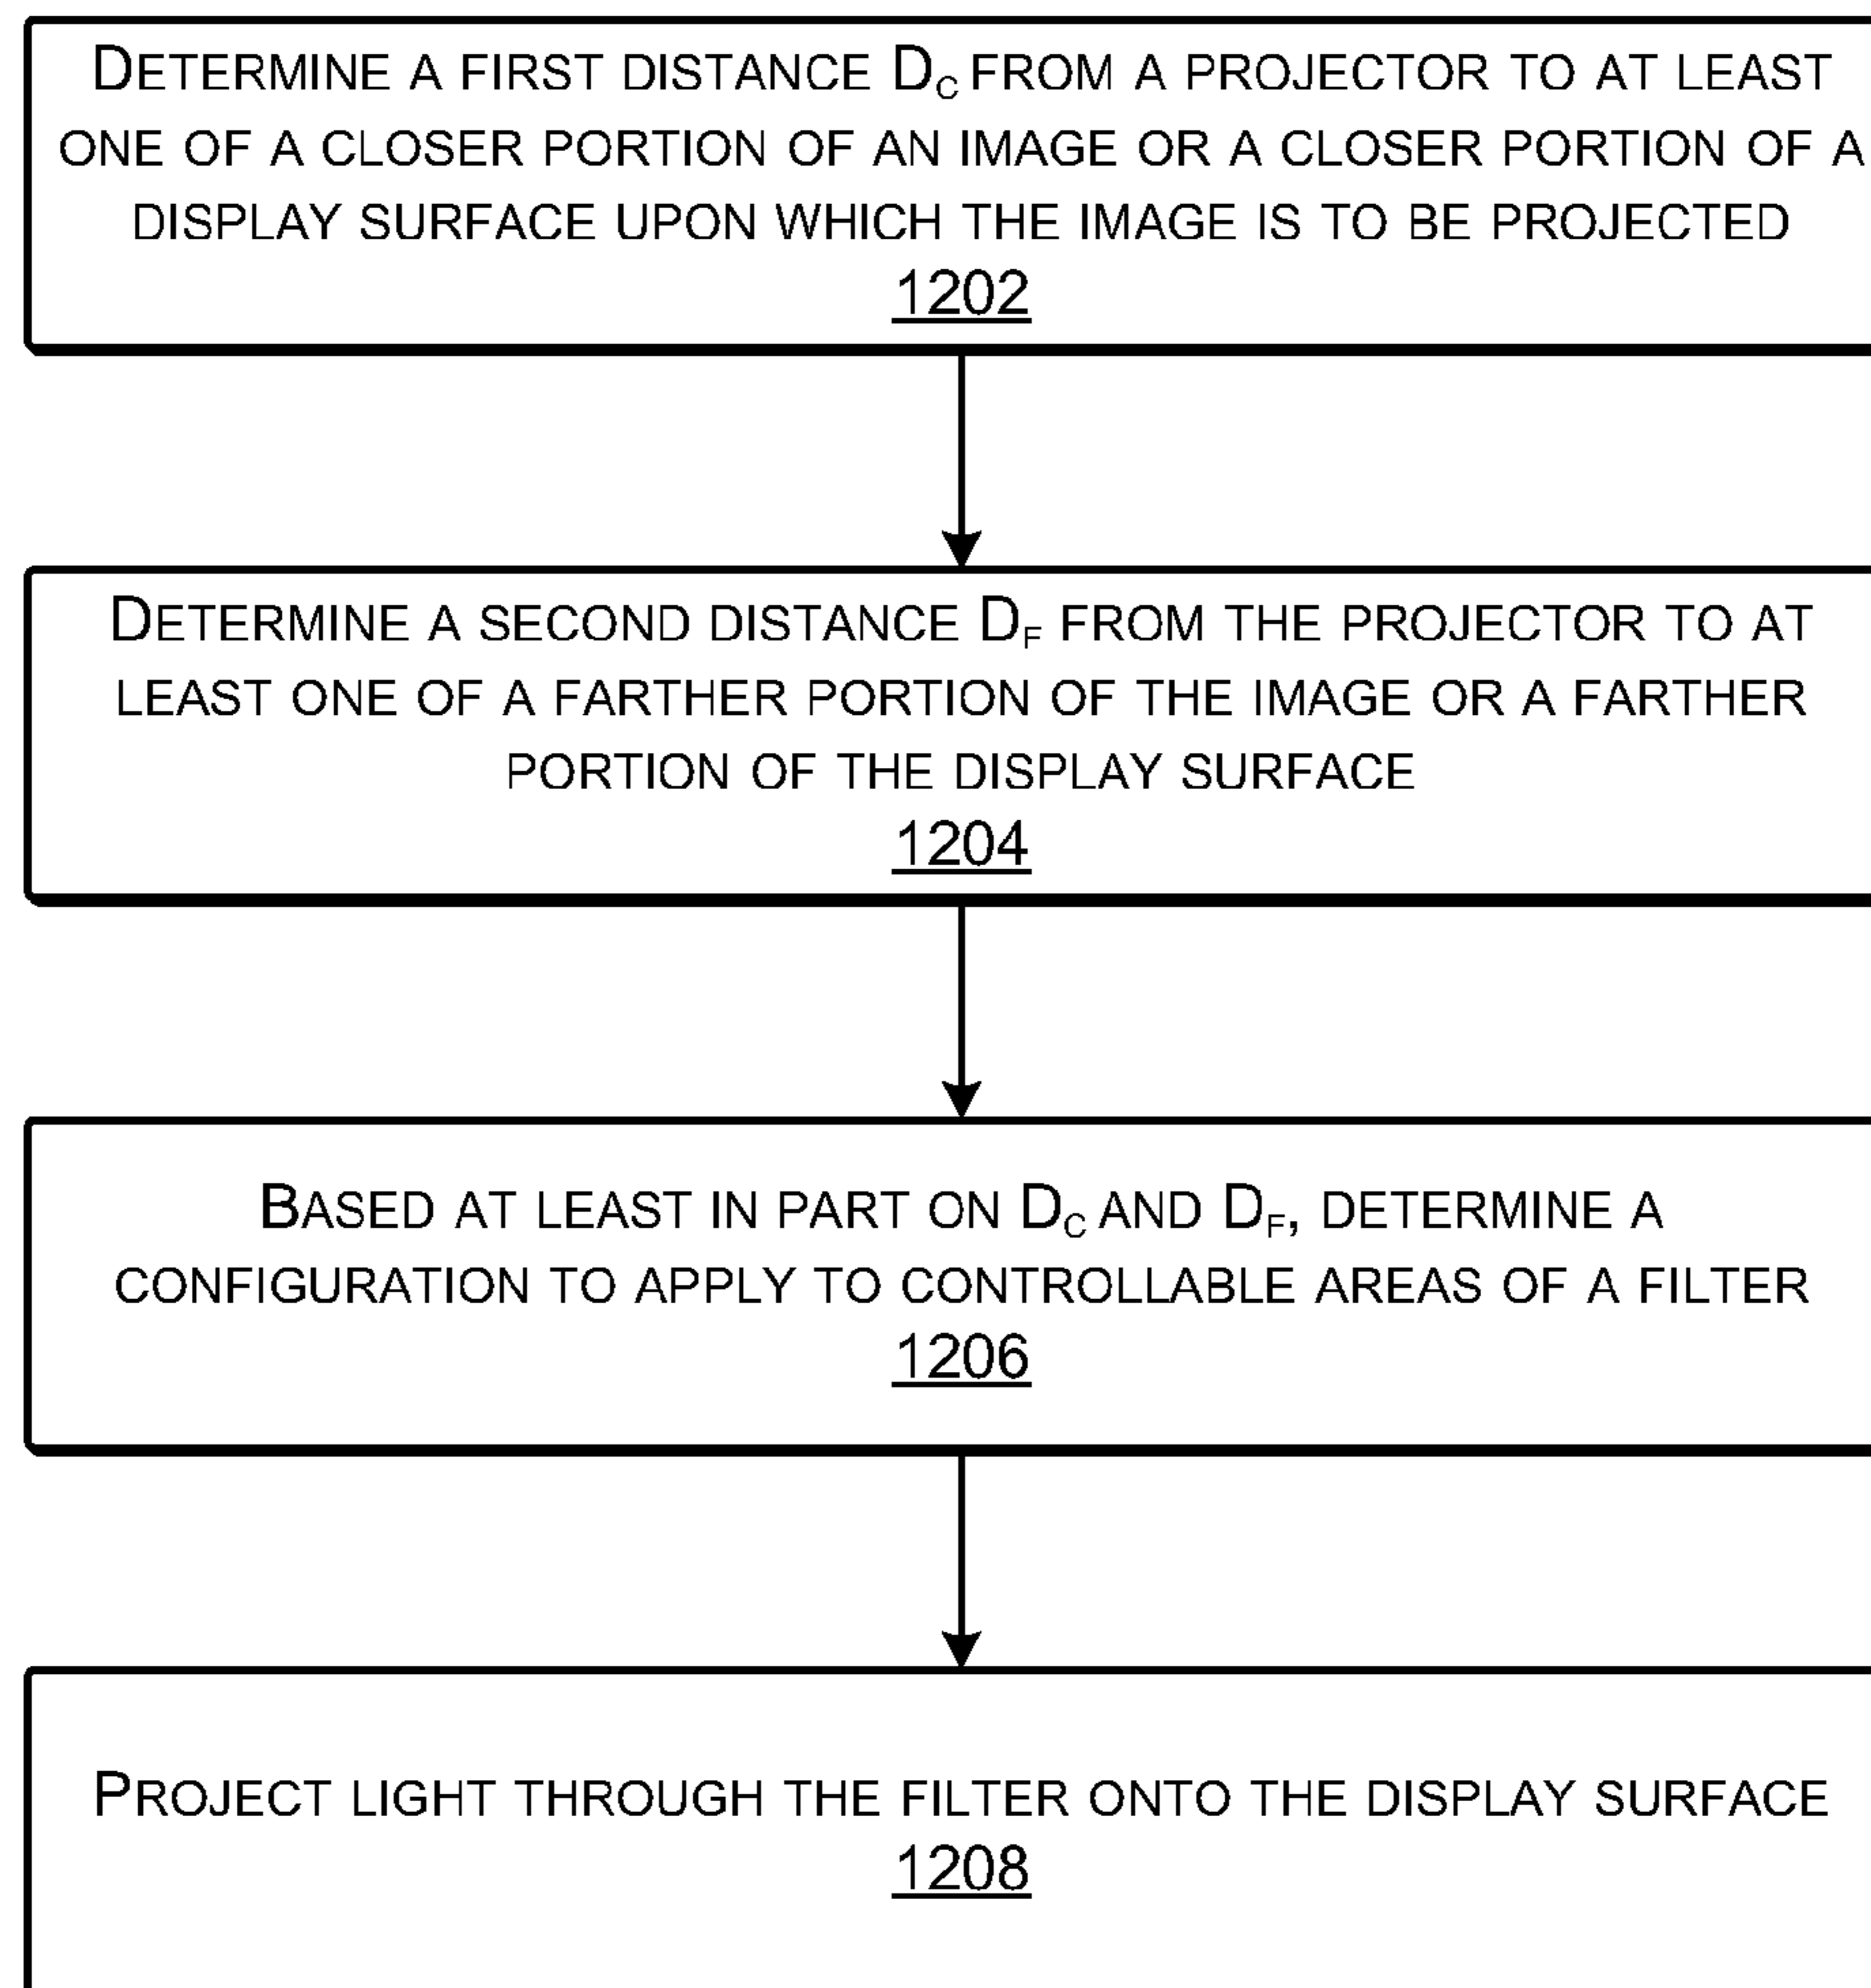 DETERMINE A FIRST DISTANCE DC FROM A PROJECTOR TO AT LEAST
ONE OF A CLOSER PORTION OF AN IMAGE OR A CLOSER PORTION OF A
DISPLAY SURFACE UPON WHICH THE IMAGE IS TO BE PROJECTED
1202
DETERMINE A SECOND DISTANCE DF FROM THE PROJECTOR TO AT
LEAST ONE OF A FARTHER PORTION OF THE IMAGE OR A FARTHER
PORTION OF THE DISPLAY SURFACE
1204
BASED AT LEAST IN PART ON DC AND DF, DETERMINE A
CONFIGURATION TO APPLY TO CONTROLLABLE AREAS OF A FILTER
1206
PROJECT LIGHT THROUGH THE FILTER ONTO THE DISPLAY SURFACE
1208